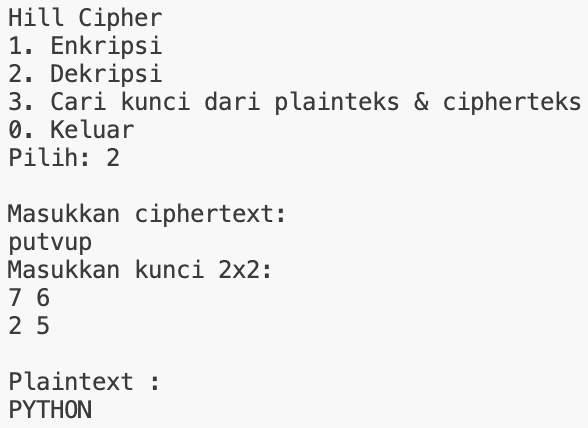 Hill Cipher
1. Enkripsi
2. Dekripsi
3. Cari kunci dari plainteks & cipherteks
0. Keluar
Pilih: 2
Masukkan ciphertext:
putvup
Masukkan kunci 2x2:
7 6
2 5
Plaintext :
PYTHON